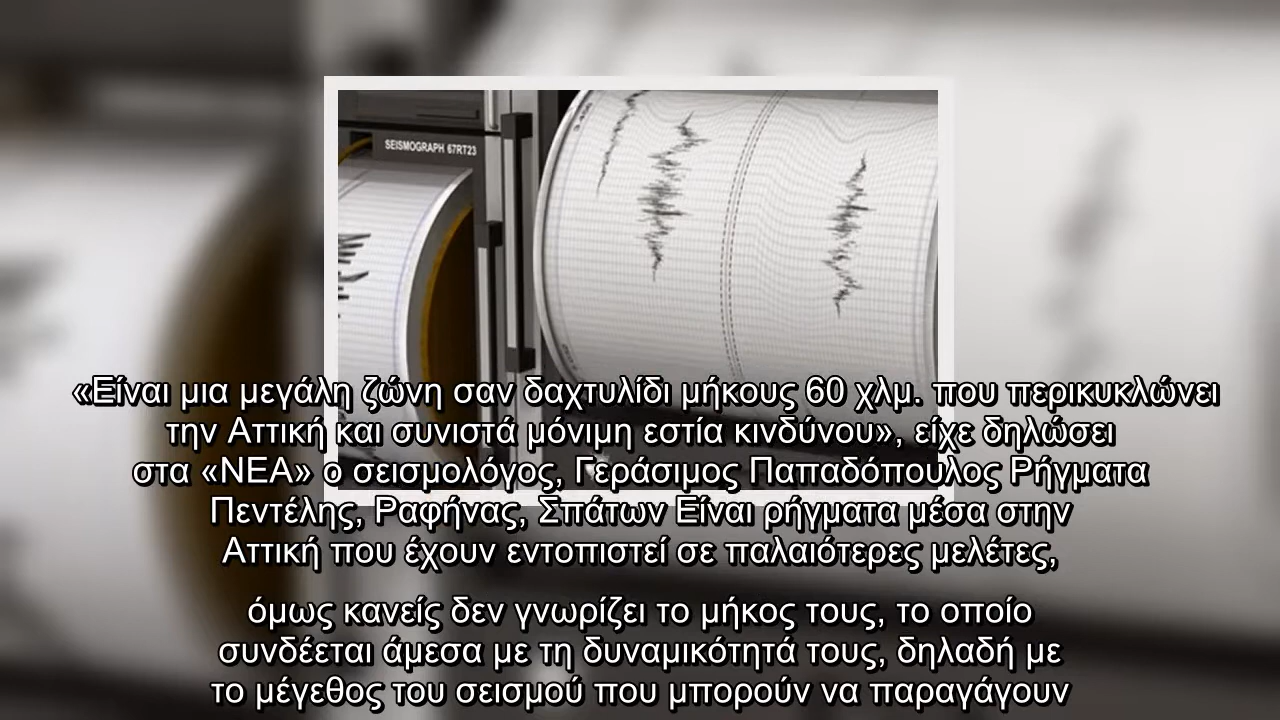 SEISMOGRAPH 67RT23
«Είναι μια μεγάλη ζώνη σαν δαχτυλίδι μήκους 60 χλμ. που περικυκλώνει
την Αττική και συνιστά μόνιμη εστία κινδύνου», είχε δηλώσει
στα «ΝΕΑ» ο σεισμολόγος, Γεράσιμος Παπαδόπουλος Ρήγματα
Πεντέλης, Ραφήνας, Σπάτων Είναι ρήγματα μέσα στην
Αττική που έχουν εντοπιστεί σε παλαιότερες μελέτες,
όμως κανείς δεν γνωρίζει το μήκος τους, το οποίο
συνδέεται άμεσα με τη δυναμικότητά τους, δηλαδή με
το μέγεθος του σεισμού που μπορούν να παραγάγουν